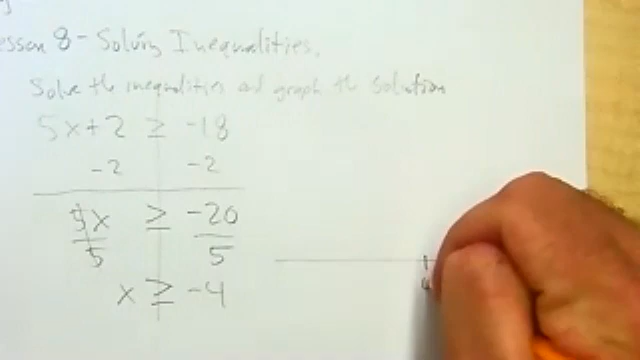 esson 8 - Solving Inequalities.
Solve the inequalities and graph the solution
5x+2 ≥ -18
-2 -2
5x ≥ -20
5 5
x ≥ -4